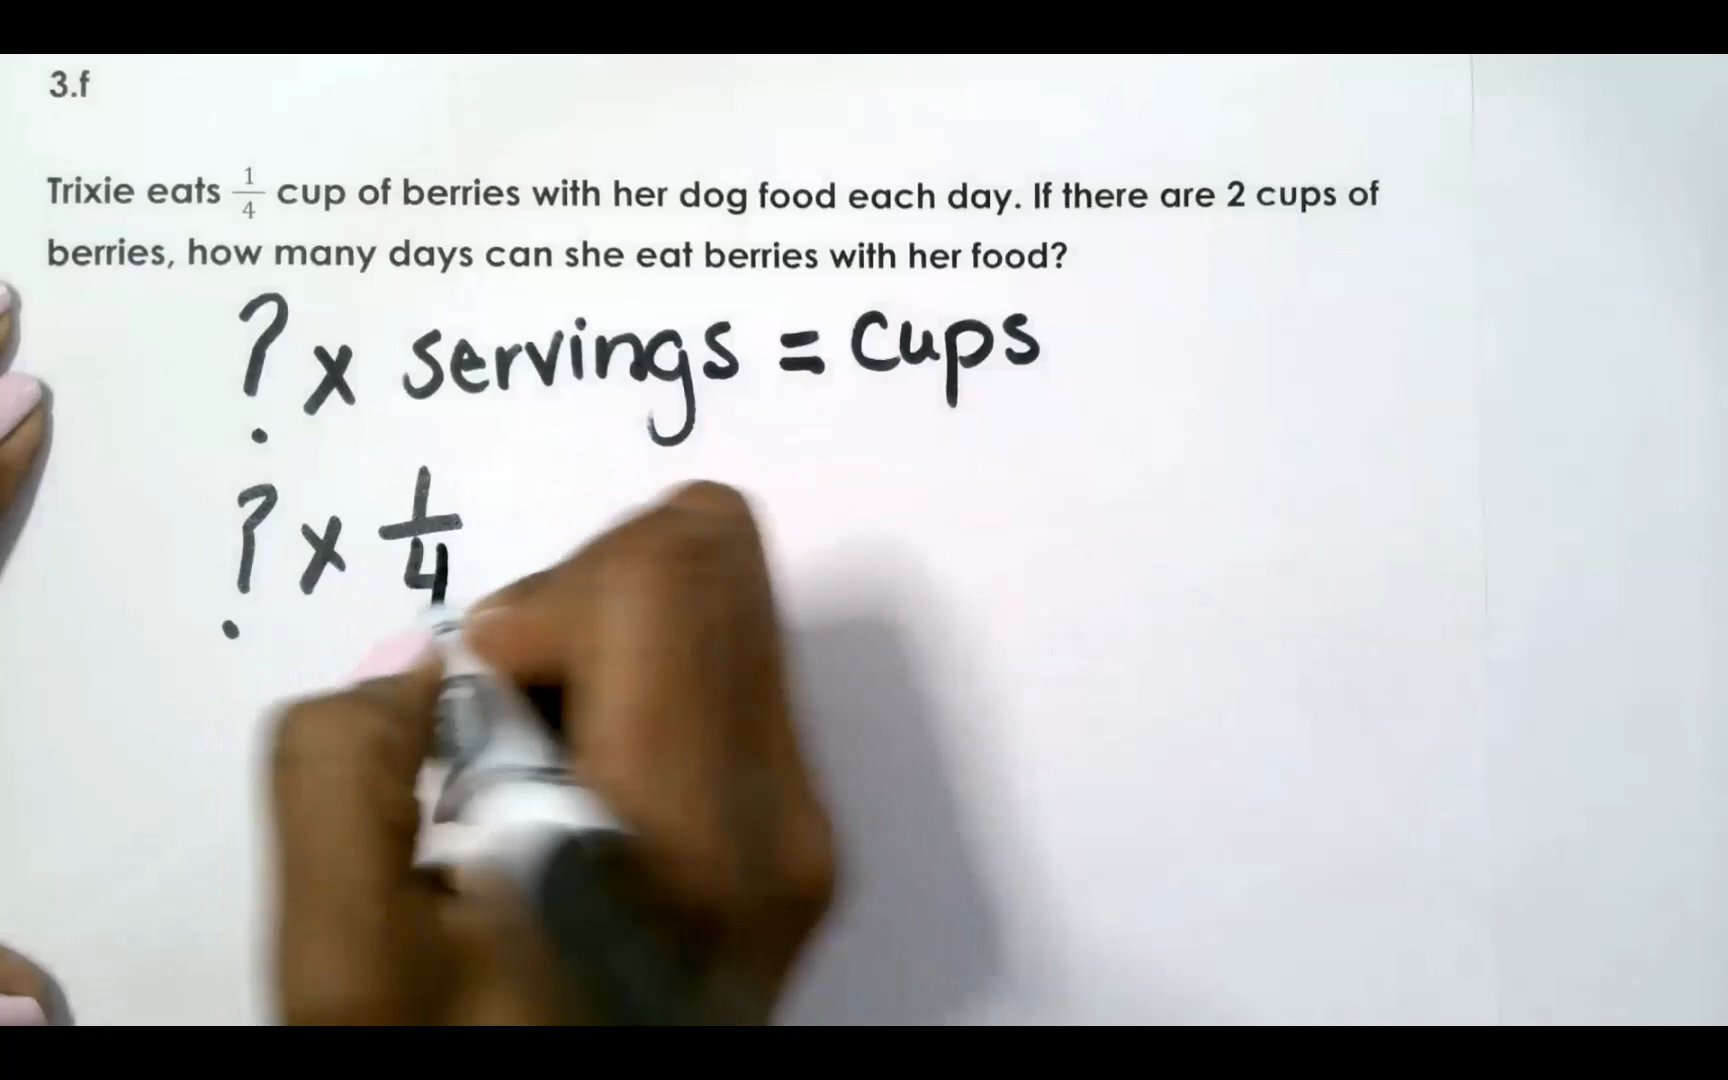 3.f
Trixie eats 1/4 cup of berries with her dog food each day. If there are 2 cups of
berries, how many days can she eat berries with her food?
? x servings = cups
? x 1/4